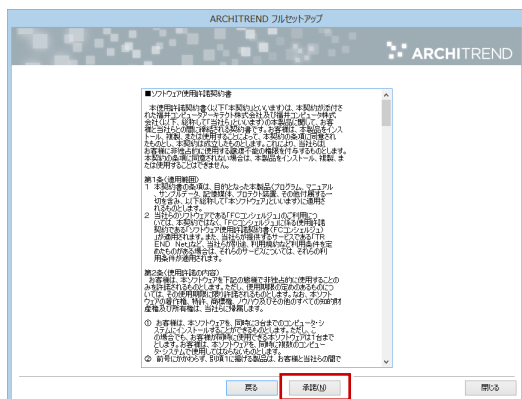 ARCHITREND フルセットアップ
ARCHITREND
■ソフトウェア使用許諾契約書
本使用許諾契約書(以下「本契約」といいます)は、本契約が添付さ
れた福井コンピュータアーキテクト株式会社及び福井コンピュータ株式
会社(以下、総称して「当社ら」といいます)の本製品に関して、お客
様と当社らとの間に締結される契約書です。お客様は、本製品をインス
トール、複製、または使用することによって、本契約の条項に同意され
たものとし、本契約は成立したものとします。これにより、当社らは
お客様に非独占的に使用する譲渡不能の権限を付与するものとします。
本契約の条項に同意されない場合は、本製品をインストール、複製、ま
たは使用することはできません。
第1条(適用範囲)
1 本契約書の条項は、目的となった本製品(プログラム、マニュアル
、サンプルデータ、記憶媒体、プロテクト装置、その他付属する一
切を含み、以下総称して「本ソフトウェア」といいます)に適用さ
れるものとします。
2 当社らのソフトウェアである「FCコンシェルジュ」のご利用につ
いては、本契約ではなく、「FCコンシェルジュ」に係る使用許諾
契約である「ソフトウェア使用許諾契約書<FCコンシェルジュ>
」が適用されます。また、当社らが提供するサービスである「TR
END Net」など、当社らが別途、利用規約など利用条件を定
めたものがある場合は、それらのサービスについては、それらの利
用条件が適用されます。
第2条(使用許諾の内容)
お客様は、本ソフトウェアを下記の態様で非独占的に使用することの
みを許諾されるものとします。ただし、使用期限の定めのあるものにつ
いては、その使用期限に限り許諾されるものとします。なお、本ソフト
ウェアの著作権、特許、商標権、ノウハウ及びその他のすべての知的財
産権及び所有権は、当社らに帰属します。
① お客様は、本ソフトウェアを、同時に3台までのコンピュータ・シ
ステムにインストールすることができるものとします。ただし、こ
の場合でも、お客様が同時に使用できる本ソフトウェアは1台まで
とします。お客様は、本ソフトウェアを、同時に複数のコンピュー
タ・システムで使用してはならないものとします。
② 前号にかかわらず、別項1に掲げる製品は、お客様と当社らの間で
戻る 承諾(N) 閉じる